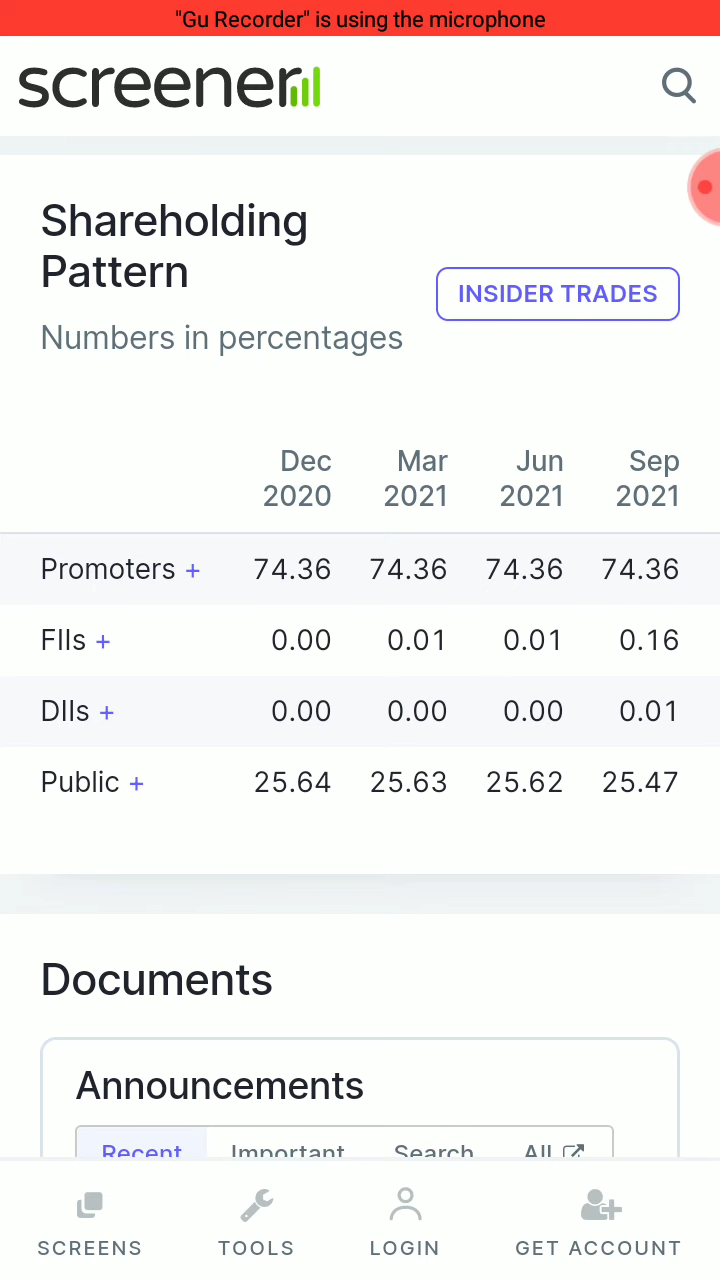 "Gu Recorder" is using the microphone
screener
Shareholding
Pattern
INSIDER TRADES
Numbers in percentages
Dec 2020 Mar 2021 Jun 2021 Sep 2021
Promoters + 74.36 74.36 74.36 74.36
FIIs + 0.00 0.01 0.01 0.16
DIIs + 0.00 0.00 0.00 0.01
Public + 25.64 25.63 25.62 25.47
Documents
Announcements
Recent Important Search All
SCREENS TOOLS LOGIN GET ACCOUNT